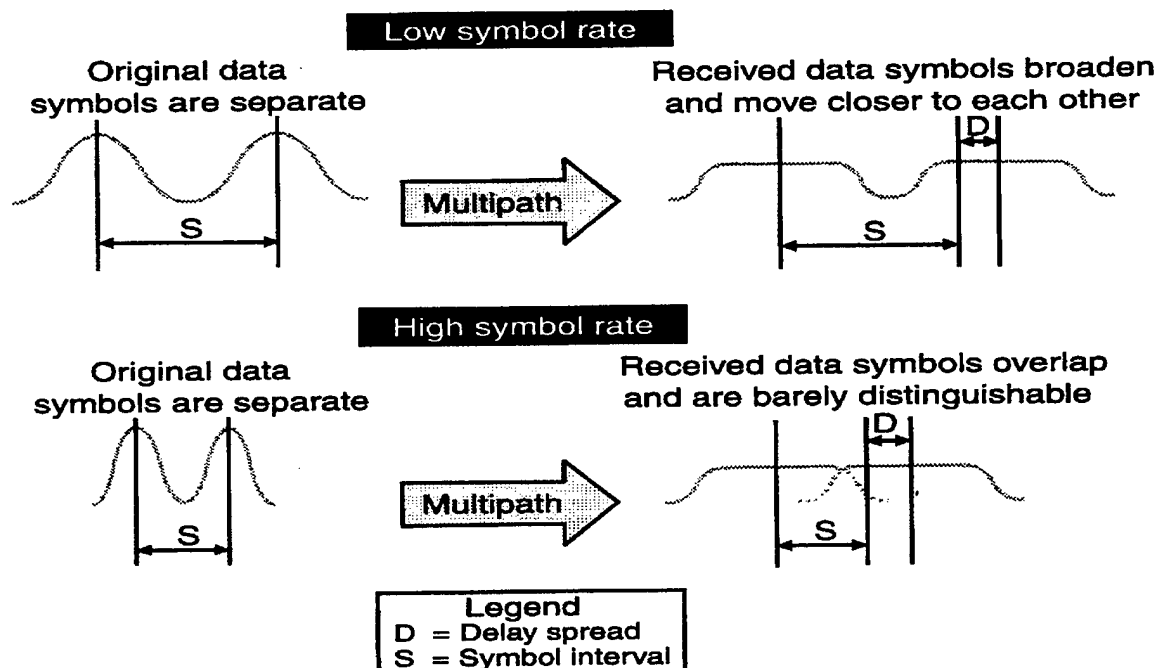 Low symbol rate
Original data
symbols are separate
Received data symbols broaden
and move closer to each other
D
Multipath
S
S
High symbol rate
Original data
symbols are separate
Received data symbols overlap
and are barely distinguishable
D
Multipath
S
S
Legend
D = Delay spread
S = Symbol interval